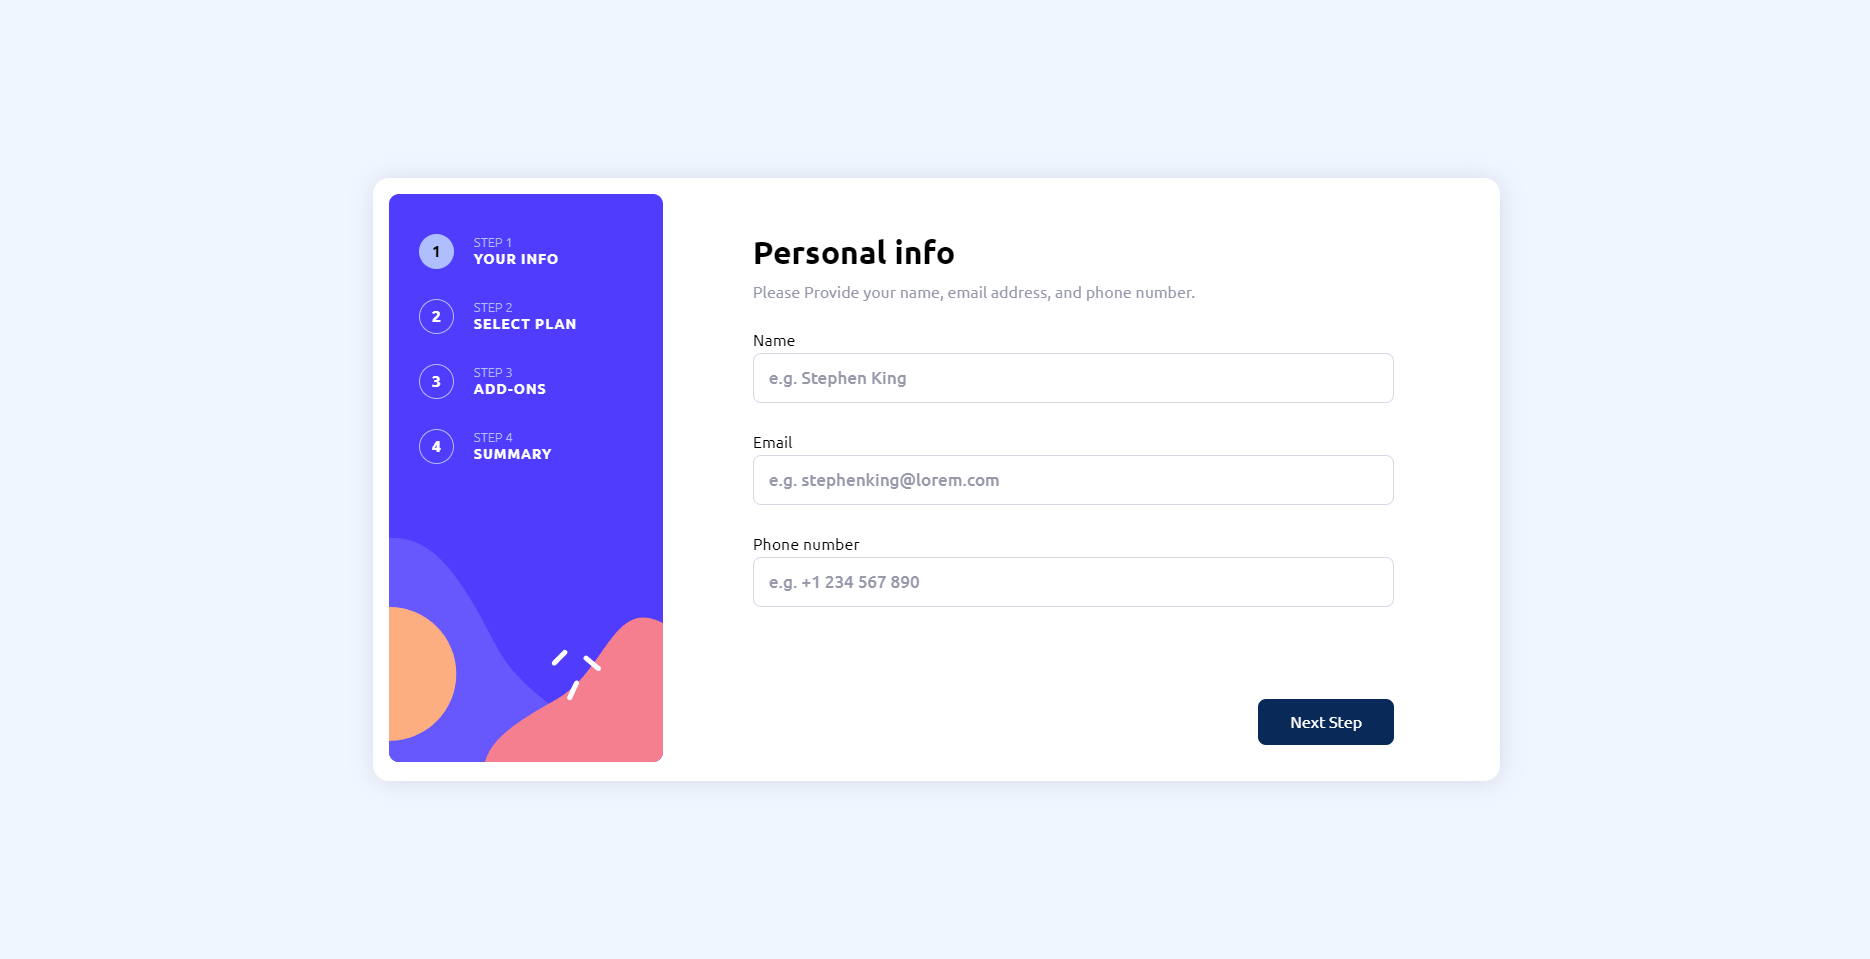 1
STEP 1
YOUR INFO
2
STEP 2
SELECT PLAN
3
STEP 3
ADD-ONS
4
STEP 4
SUMMARY
Personal info
Please Provide your name, email address, and phone number.
Name
e.g. Stephen King
Email
e.g. stephenking@lorem.com
Phone number
e.g. +1 234 567 890
Next Step